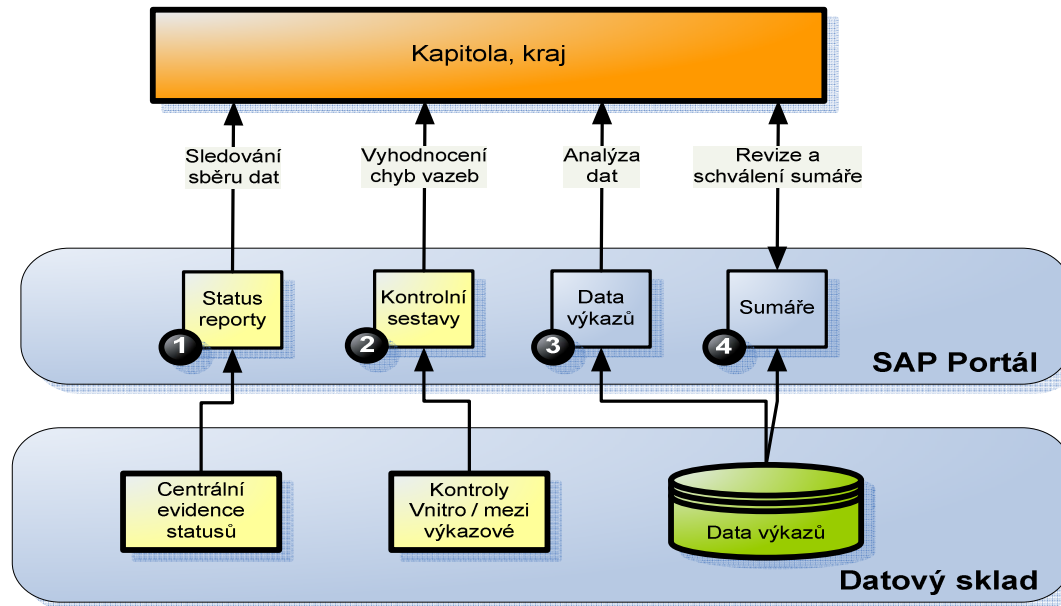 Kapitola, kraj
Sledování
sběru dat
Vyhodnocení
chyb vazeb
Analýza
dat
Revize a
schválení sumáře
Status
reporty
1
Kontrolní
sestavy
2
Data
výkazů
3
Sumáře
4
SAP Portál
Centrální
evidence
statusů
Kontroly
Vnitro / mezi
výkazové
Data výkazů
Datový sklad